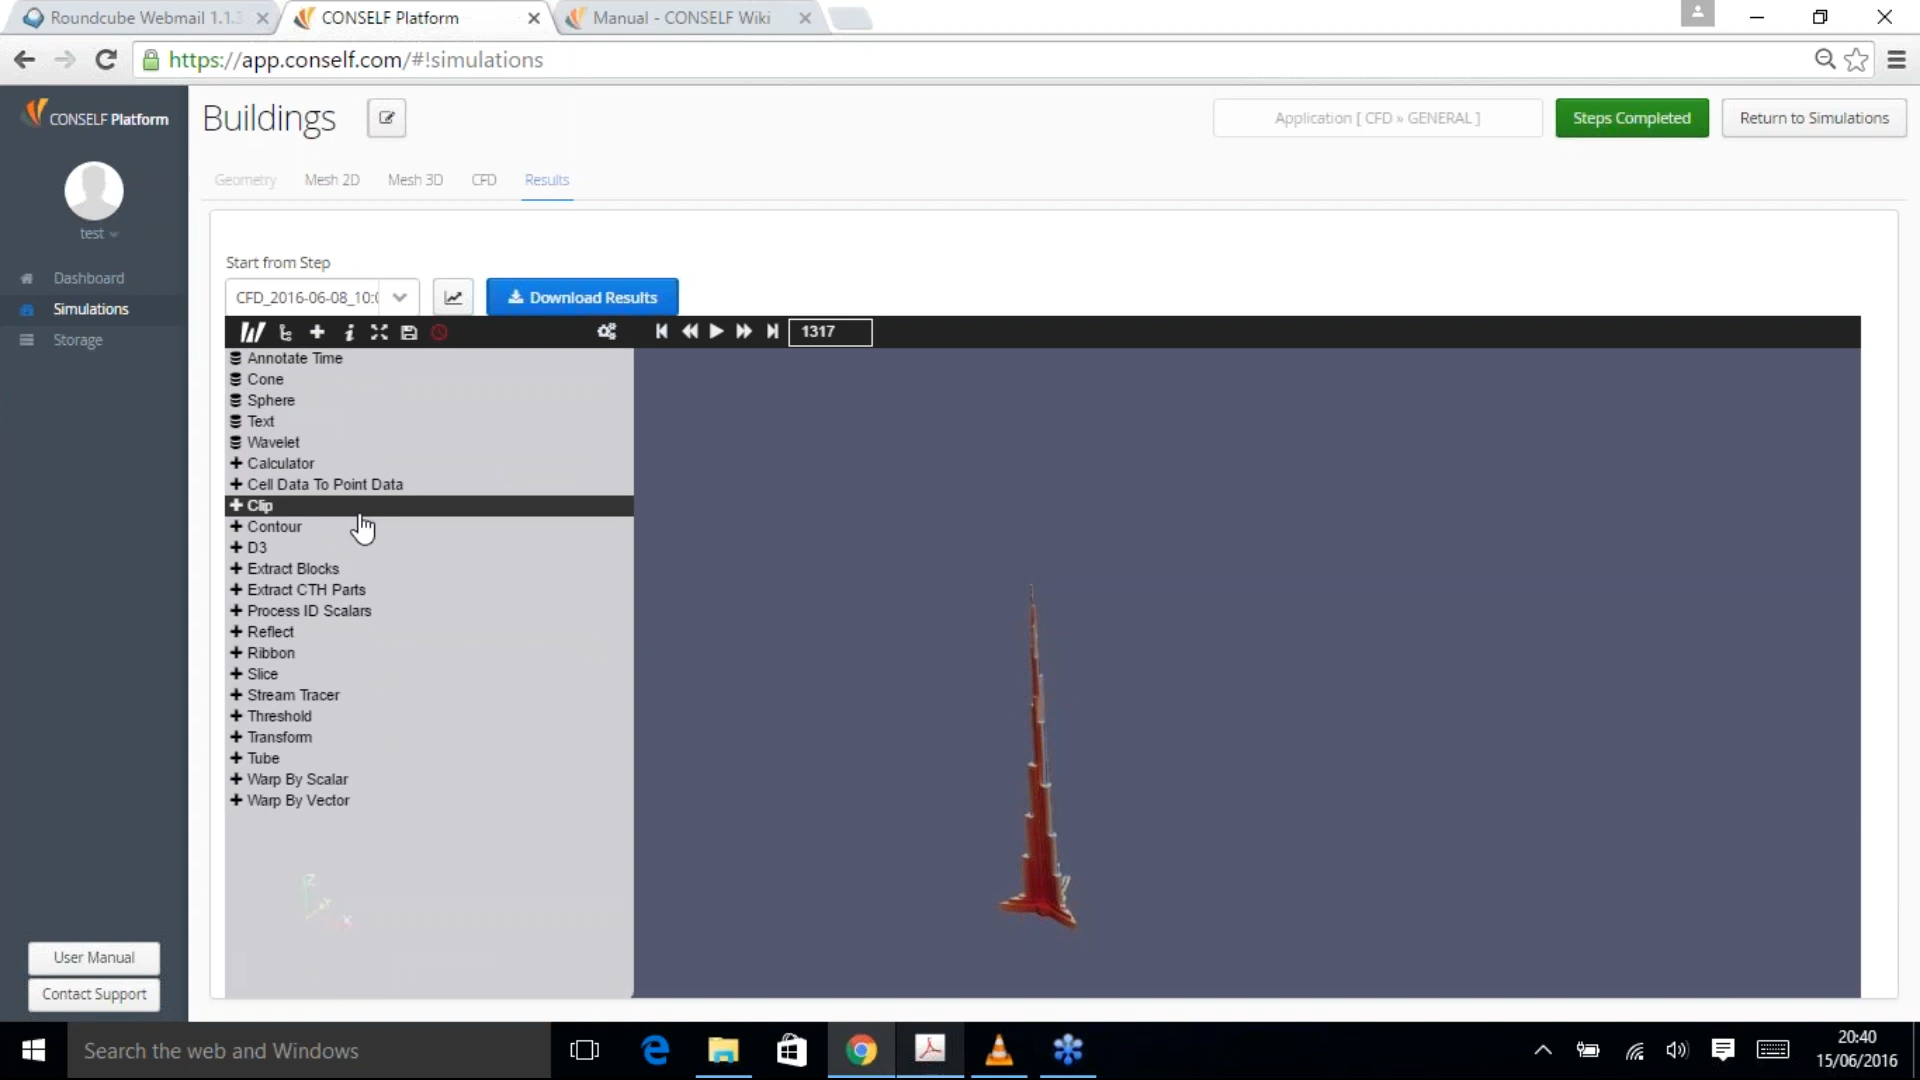 Roundcube Webmail 1.1.3
CONSELF Platform
Manual - CONSELF Wiki
https://app.conself.com/#!simulations
CONSELF Platform
Buildings
Application [ CFD » GENERAL ]
Steps Completed
Return to Simulations
Geometry
Mesh 2D
Mesh 3D
CFD
Results
test
Dashboard
Simulations
Storage
Start from Step
CFD_2016-06-08_10:
Download Results
1317
Annotate Time
Cone
Sphere
Text
Wavelet
Calculator
Cell Data To Point Data
Clip
Contour
D3
Extract Blocks
Extract CTH Parts
Process ID Scalars
Reflect
Ribbon
Slice
Stream Tracer
Threshold
Transform
Tube
Warp By Scalar
Warp By Vector
Z
Y
X
User Manual
Contact Support
Search the web and Windows
20:40
15/06/2016